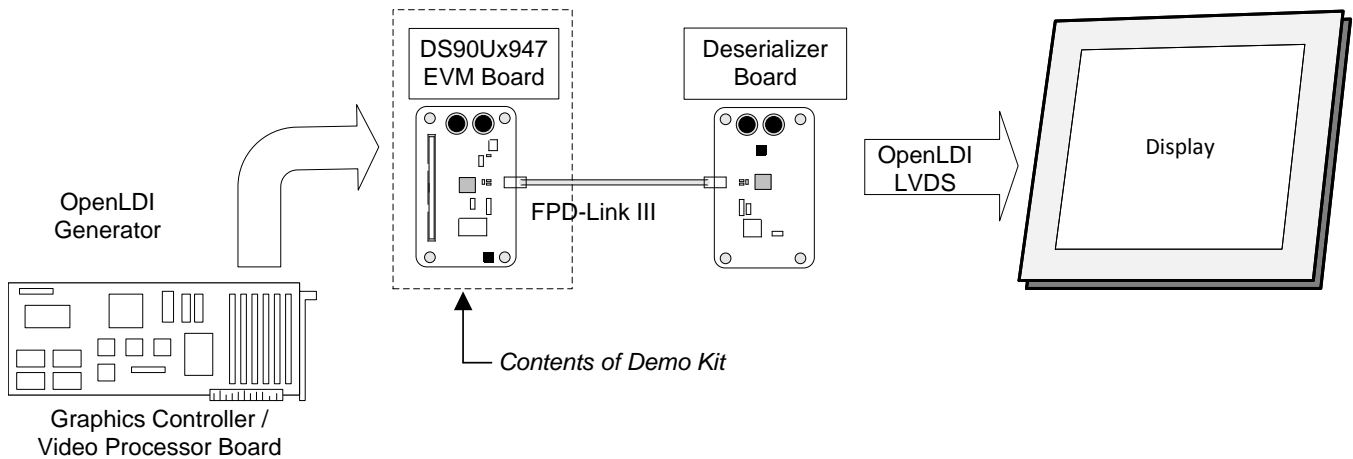 DS90Ux947
EVM Board
Deserializer
Board
OpenLDI
Generator
FPD-Link III
OpenLDI
LVDS
Display
Contents of Demo Kit
Graphics Controller /
Video Processor Board